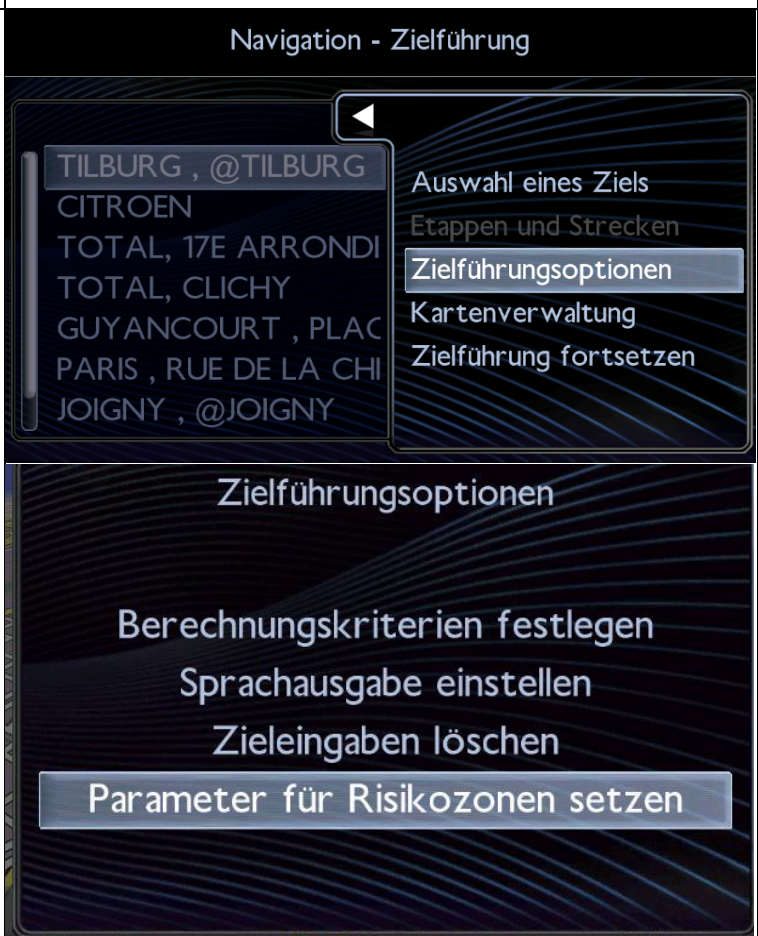 Navigation - Zielführung
TILBURG , @TILBURG
CITROEN
TOTAL, 17E ARRONDI
TOTAL, CLICHY
GUYANCOURT , PLAC
PARIS , RUE DE LA CHI
JOIGNY , @JOIGNY
Auswahl eines Ziels
Etappen und Strecken
Zielführungsoptionen
Kartenverwaltung
Zielführung fortsetzen
Zielführungsoptionen
Berechnungskriterien festlegen
Sprachausgabe einstellen
Zieleingaben löschen
Parameter für Risikozonen setzen